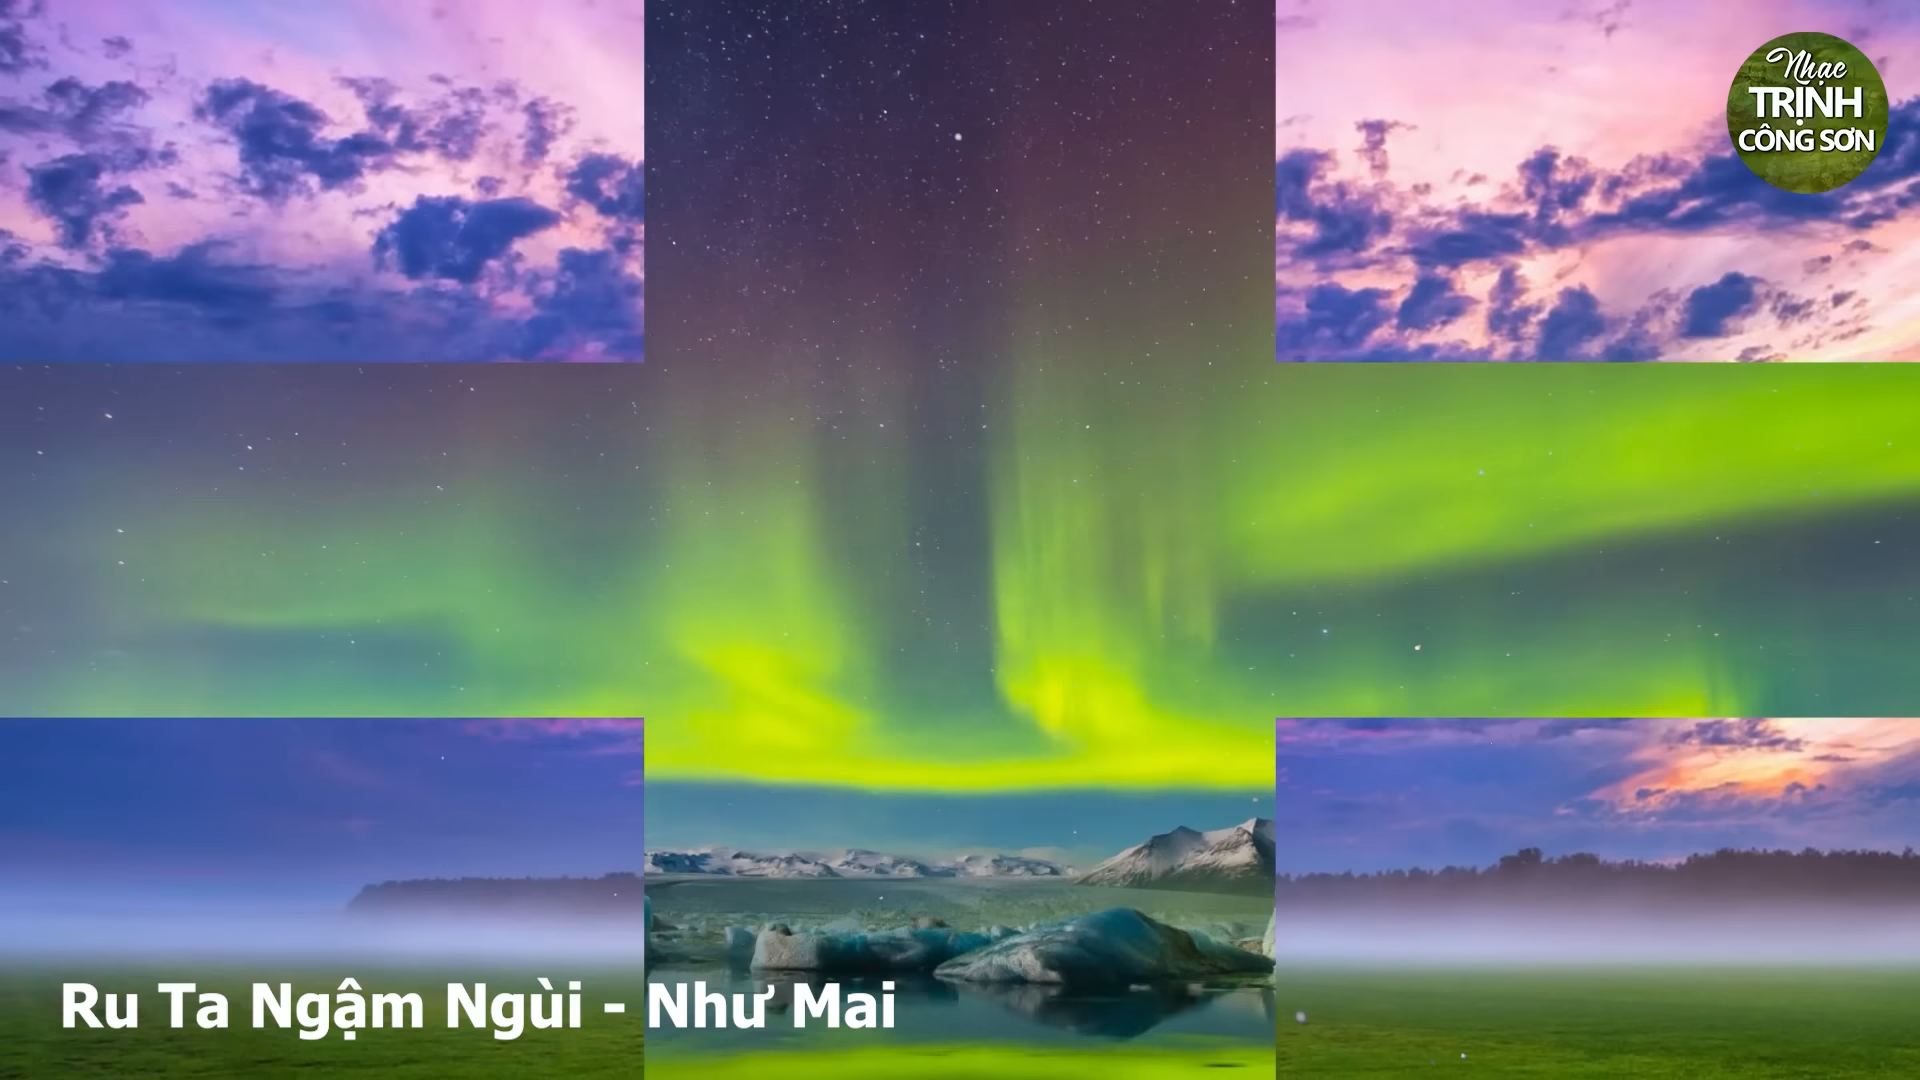 Nhạc
TRỊNH
CÔNG SƠN
Ru Ta Ngậm Ngùi - Như Mai